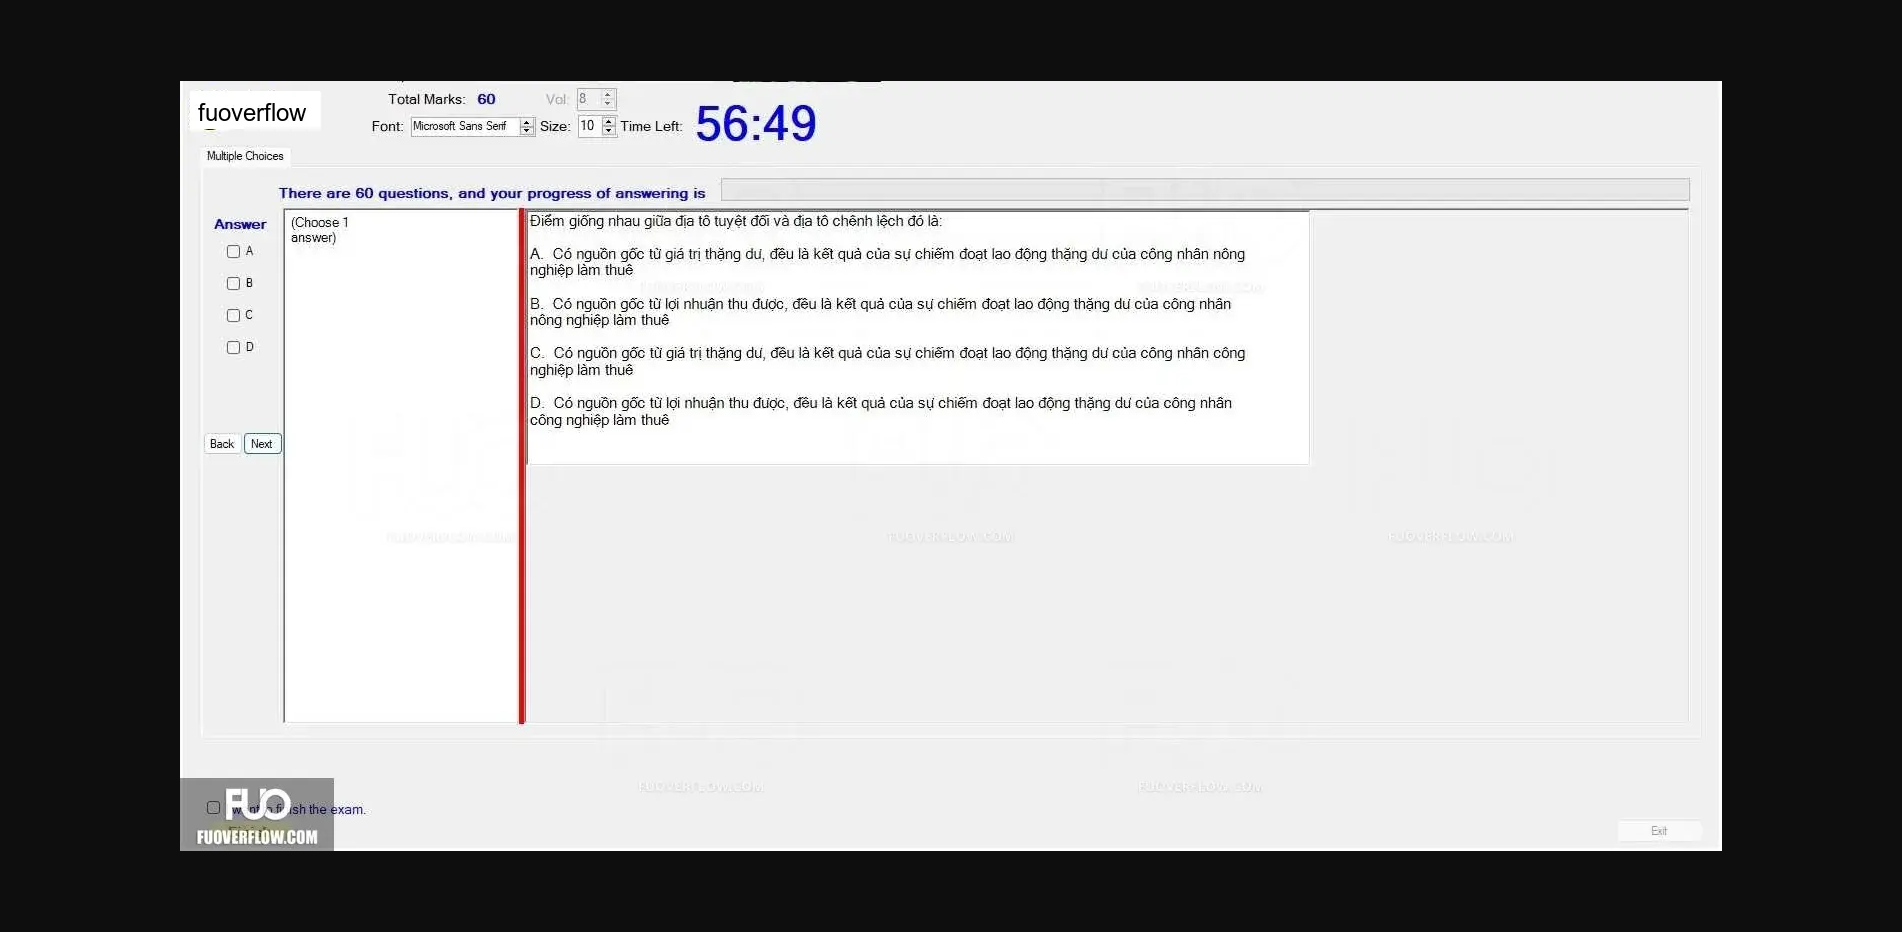 fuoverflow
Total Marks: 60 Vol: 8
Font: Microsoft Sans Serif Size: 10 Time Left: 56:49
Multiple Choices
There are 60 questions, and your progress of answering is
Answer
A
B
C
D
Back Next
(Choose 1
answer)
Điểm giống nhau giữa địa tô tuyệt đối và địa tô chênh lệch đó là:
A. Có nguồn gốc từ giá trị thặng dư, đều là kết quả của sự chiếm đoạt lao động thặng dư của công nhân nông
nghiệp làm thuê
B. Có nguồn gốc từ lợi nhuận thu được, đều là kết quả của sự chiếm đoạt lao động thặng dư của công nhân
nông nghiệp làm thuê
C. Có nguồn gốc từ giá trị thặng dư, đều là kết quả của sự chiếm đoạt lao động thặng dư của công nhân công
nghiệp làm thuê
D. Có nguồn gốc từ lợi nhuận thu được, đều là kết quả của sự chiếm đoạt lao động thặng dư của công nhân
công nghiệp làm thuê
FUOVERFLOW.COM FUOVERFLOW.COM
FUOVERFLOW.COM FUOVERFLOW.COM FUOVERFLOW.COM
FUOVERFLOW.COM FUOVERFLOW.COM
FUO
the exam.
FUOVERFLOW.COM
Exit